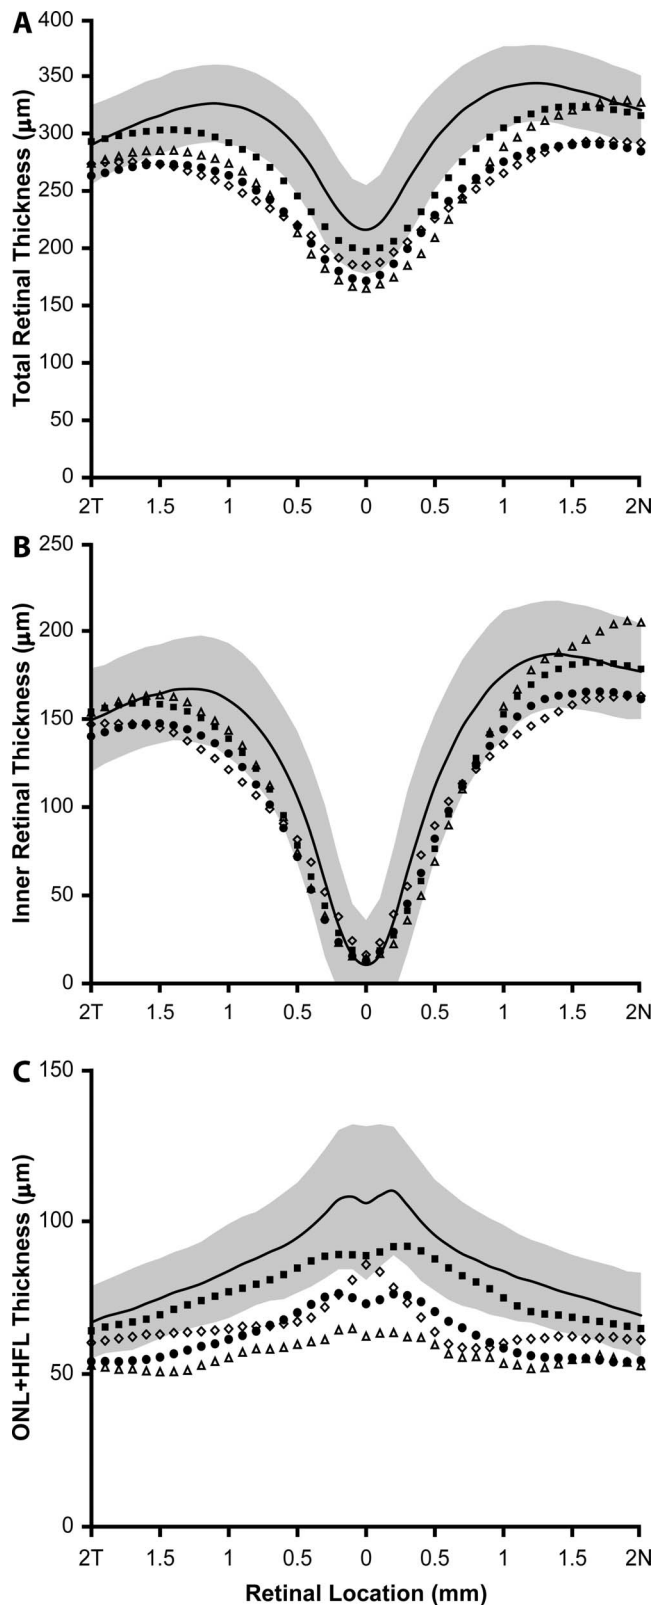 A
400
350
300
250
200
150
100
50
0
Total Retinal Thickness (μm)
2T 1.5 1 0.5 0 0.5 1 1.5 2N
B
250
200
150
100
50
0
Inner Retinal Thickness (μm)
2T 1.5 1 0.5 0 0.5 1 1.5 2N
C
150
100
50
0
ONL+HFL Thickness (μm)
2T 1.5 1 0.5 0 0.5 1 1.5 2N
Retinal Location (mm)